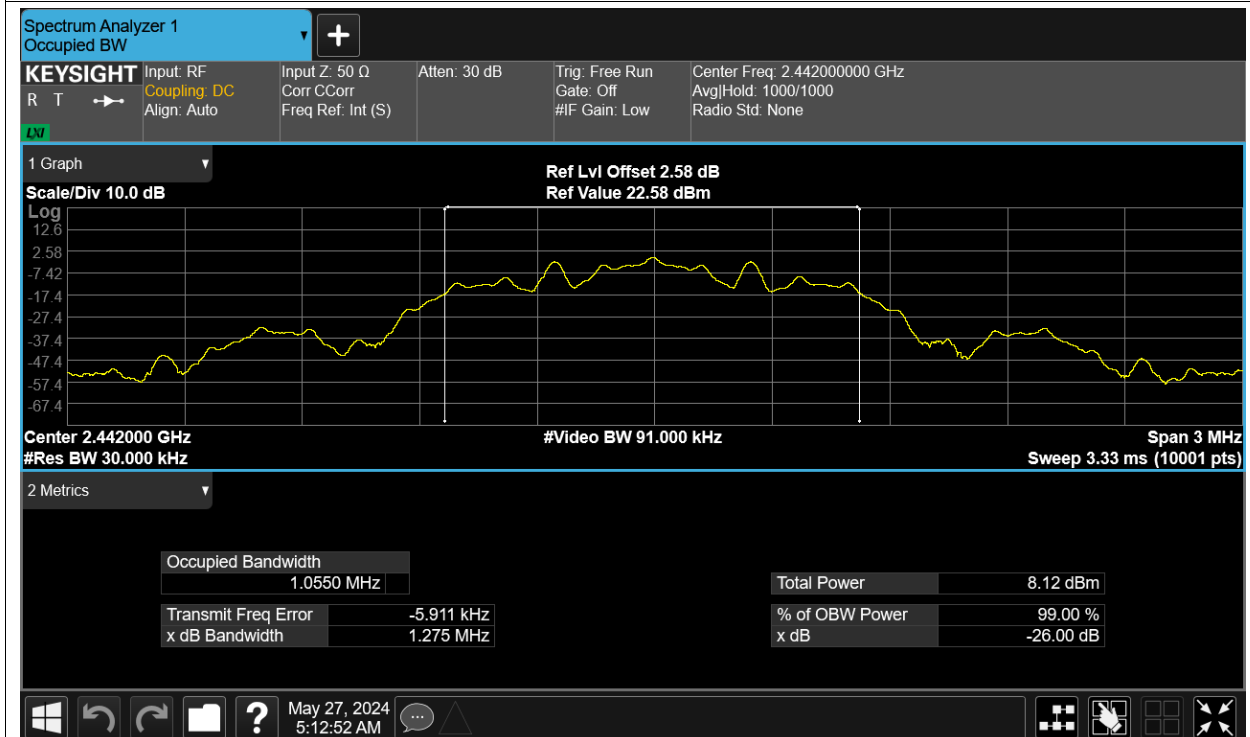 Spectrum Analyzer 1
Occupied BW
KEYSIGHT
R T
LXI
Input: RF
Coupling: DC
Align: Auto
Input Z: 50 Ω
Corr CCorr
Freq Ref: Int (S)
Atten: 30 dB
Trig: Free Run
Gate: Off
#IF Gain: Low
Center Freq: 2.442000000 GHz
Avg|Hold: 1000/1000
Radio Std: None
1 Graph
Scale/Div 10.0 dB
Ref Lvl Offset 2.58 dB
Ref Value 22.58 dBm
Log
12.6
2.58
-7.42
-17.4
-27.4
-37.4
-47.4
-57.4
-67.4
Center 2.442000 GHz
#Video BW 91.000 kHz
Span 3 MHz
#Res BW 30.000 kHz
Sweep 3.33 ms (10001 pts)
2 Metrics
Occupied Bandwidth
1.0550 MHz
Total Power 8.12 dBm
Transmit Freq Error -5.911 kHz
% of OBW Power 99.00 %
x dB Bandwidth 1.275 MHz
x dB -26.00 dB
?
May 27, 2024
5:12:52 AM